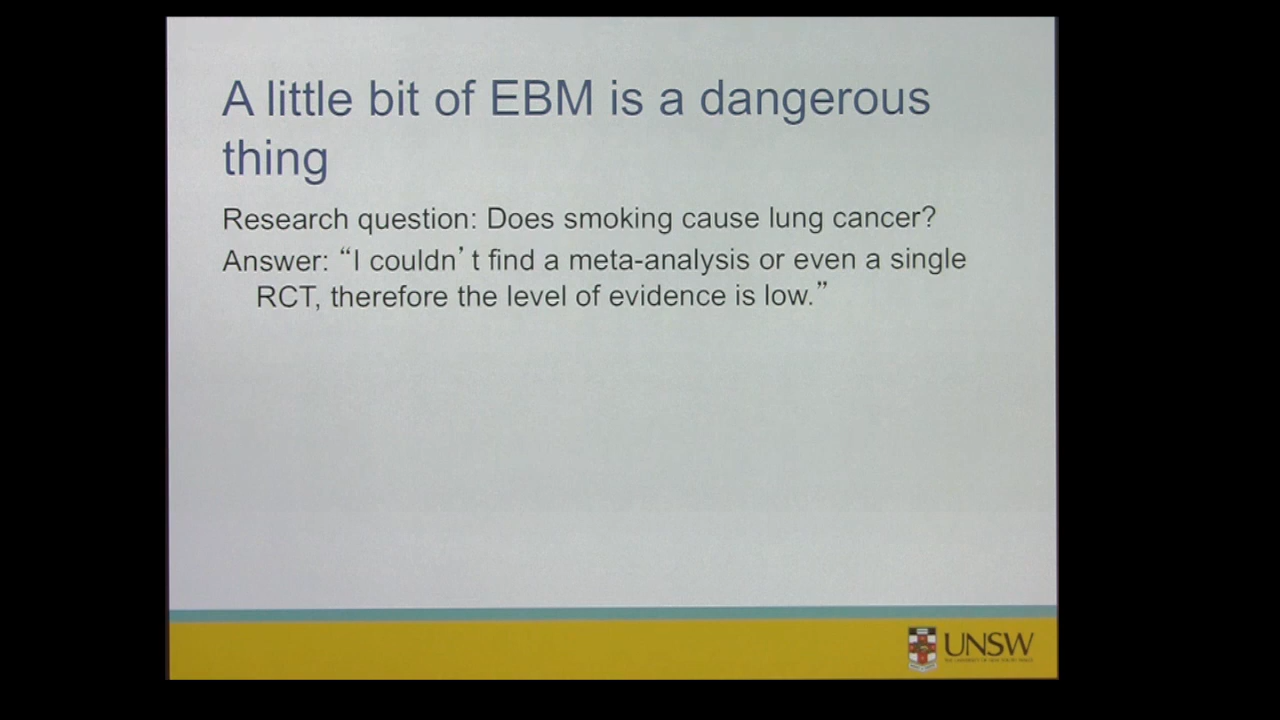 A little bit of EBM is a dangerous
thing
Research question: Does smoking cause lung cancer?
Answer: “I couldn’t find a meta-analysis or even a single
RCT, therefore the level of evidence is low.”
UNSW